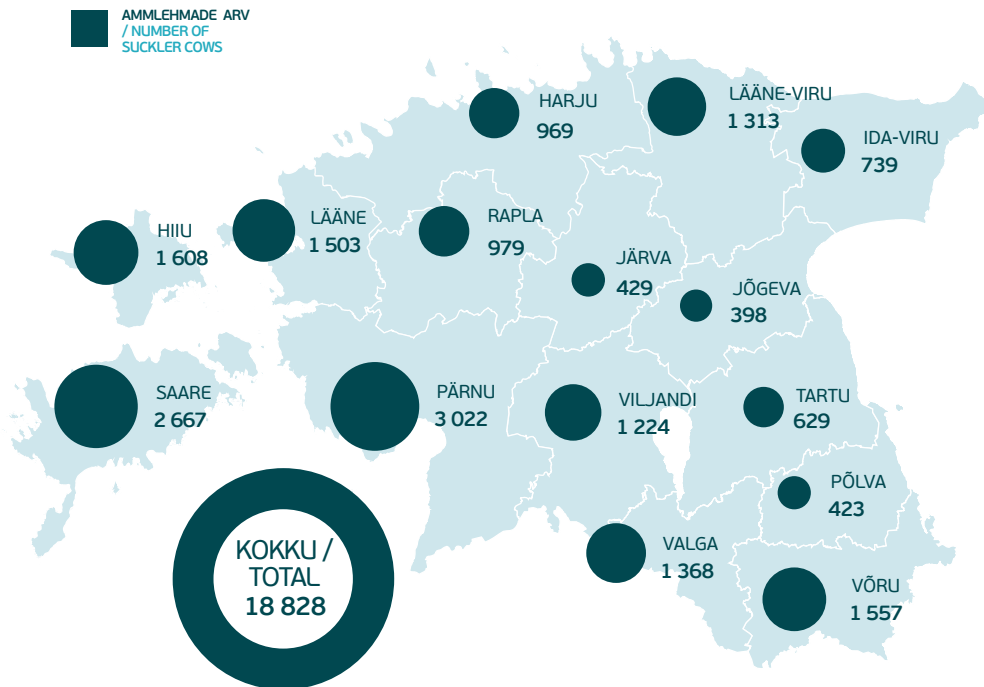 AMMLEHMADE ARV
/ NUMBER OF
SUCKLER COWS
HARJU
969
LÄÄNE-VIRU
1 313
IDA-VIRU
739
HIIU
1 608
LÄÄNE
1 503
RAPLA
979
JÄRVA
429
JÕGEVA
398
SAARE
2 667
PÄRNU
3 022
VILJANDI
1 224
TARTU
629
PÕLVA
423
VALGA
1 368
VÕRU
1 557
KOKKU /
TOTAL
18 828